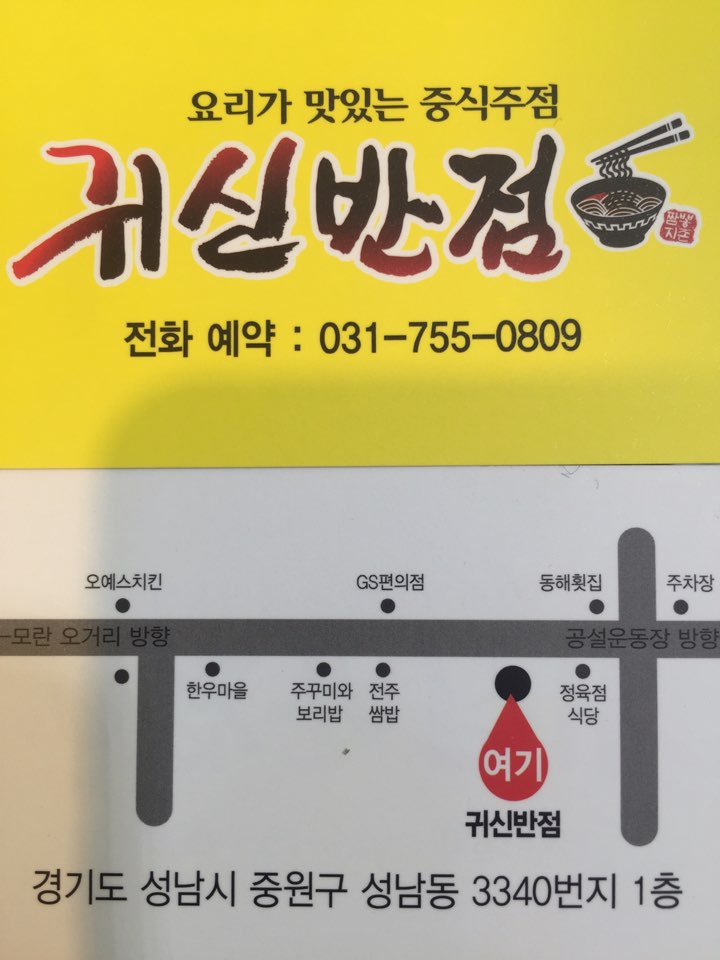 요리가 맛있는 중식주점
귀신반점
짬뽕
지존
전화 예약 : 031-755-0809
오예스치킨
GS편의점
동해횟집
주차장
-모란 오거리 방향
공설운동장 방향
한우마을
주꾸미와
보리밥
전주
쌈밥
정육점
식당
여기
귀신반점
경기도 성남시 중원구 성남동 3340번지 1층